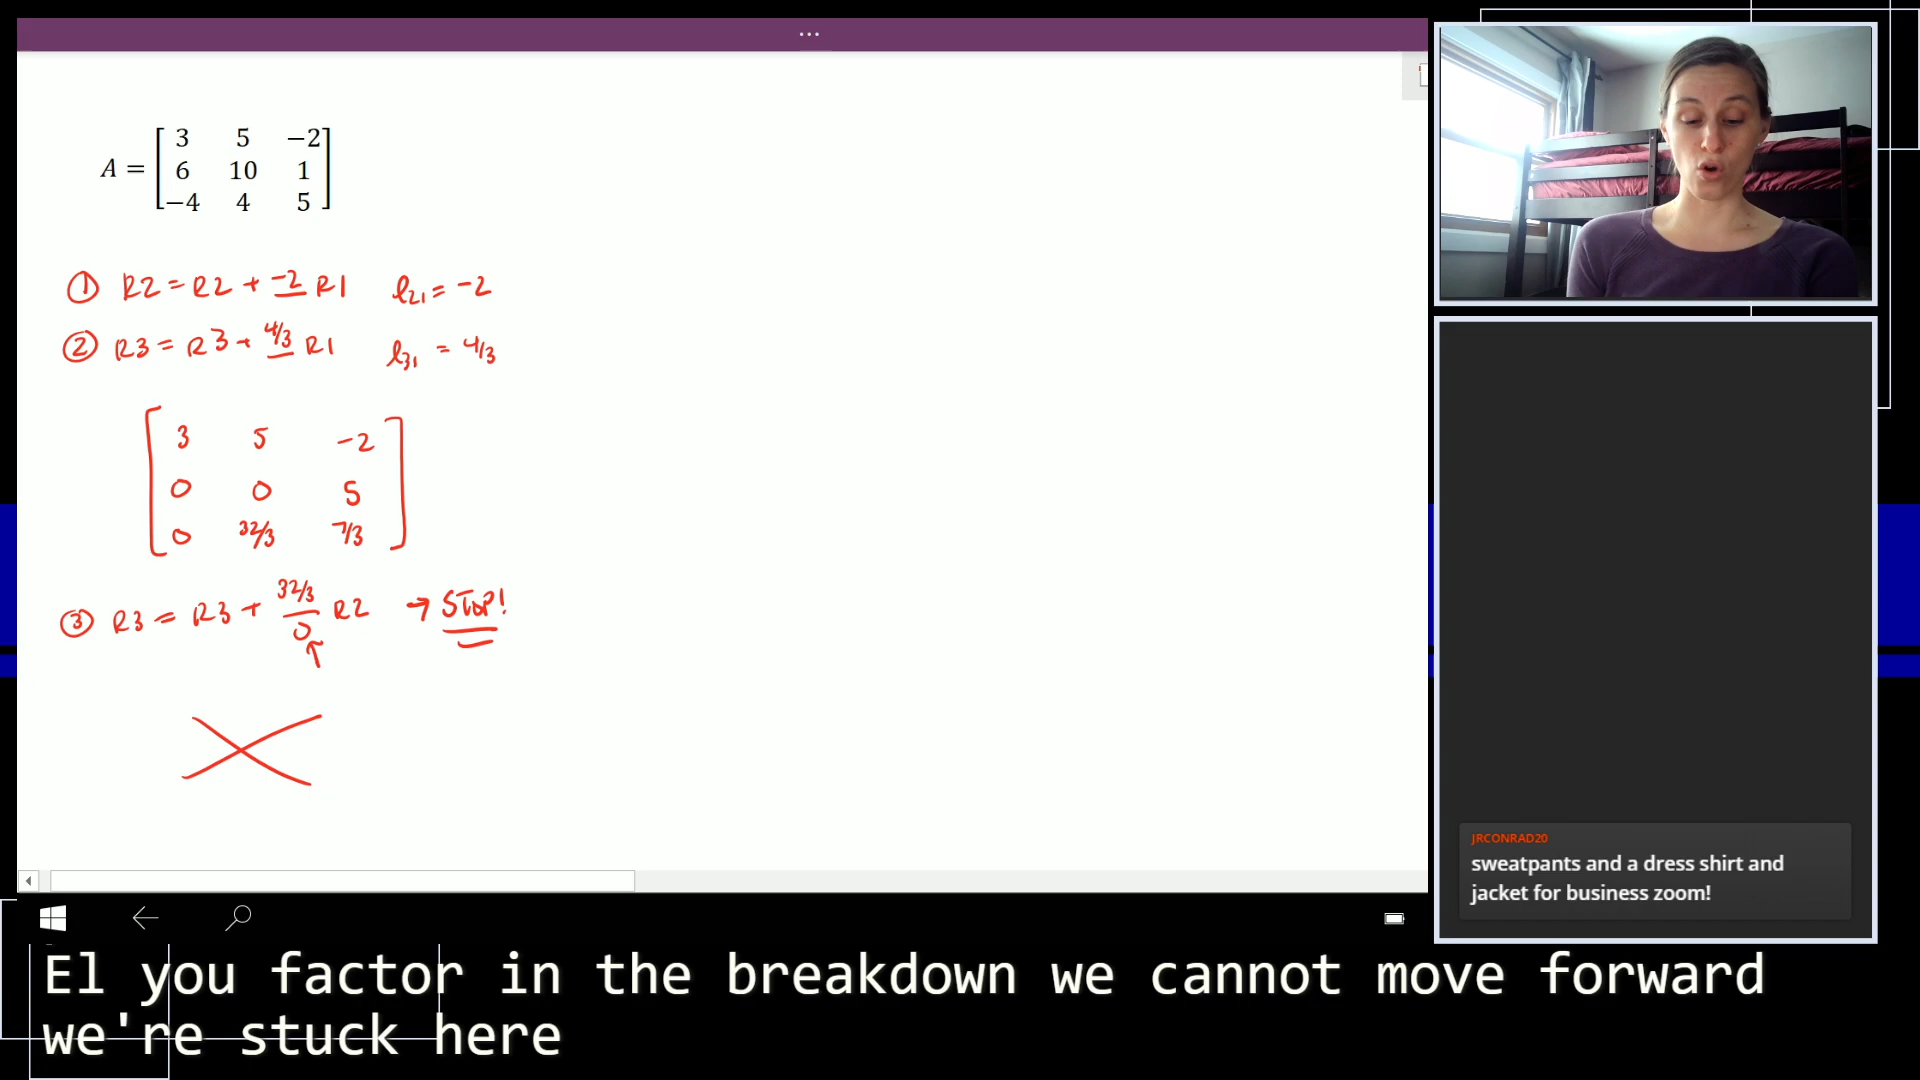 ...
A = [3 5 −2]
[6 10 1]
[−4 4 5]
① R2 = R2 + -2 R1 l21 = -2
② R3 = R3 + 4/3 R1 l31 = 4/3
[3 5 -2]
[0 0 5]
[0 32/3 7/3]
③ R3 = R3 + (32/3)/0 R2 → STOP!
JRCONRAD20
sweatpants and a dress shirt and
jacket for business zoom!
El you factor in the breakdown we cannot move forward
we're stuck here